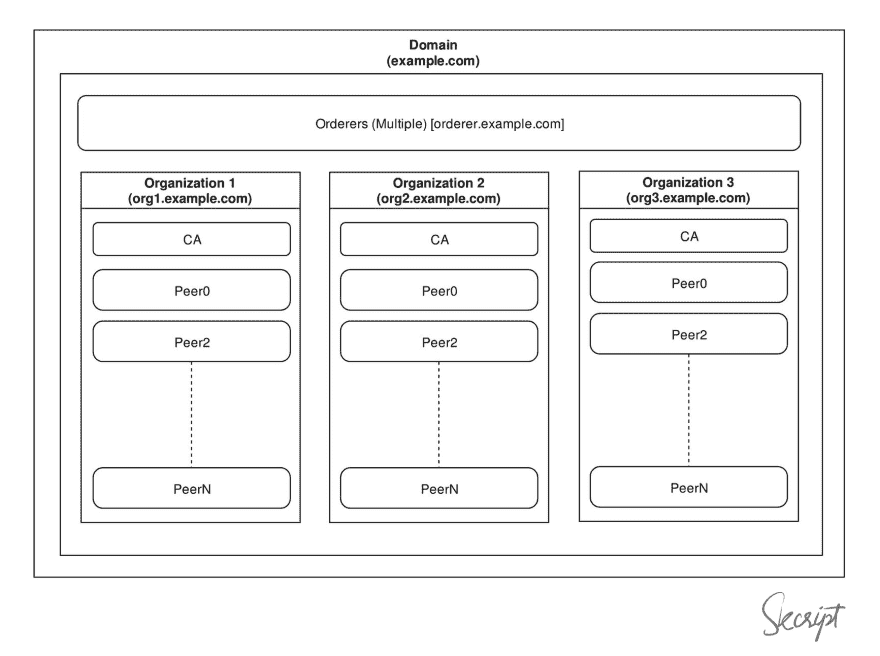 Domain
(example.com)
Orderers (Multiple) [orderer.example.com]
Organization 1
(org1.example.com)
CA
Peer0
Peer2
PeerN
Organization 2
(org2.example.com)
CA
Peer0
Peer2
PeerN
Organization 3
(org3.example.com)
CA
Peer0
Peer2
PeerN
Skcript